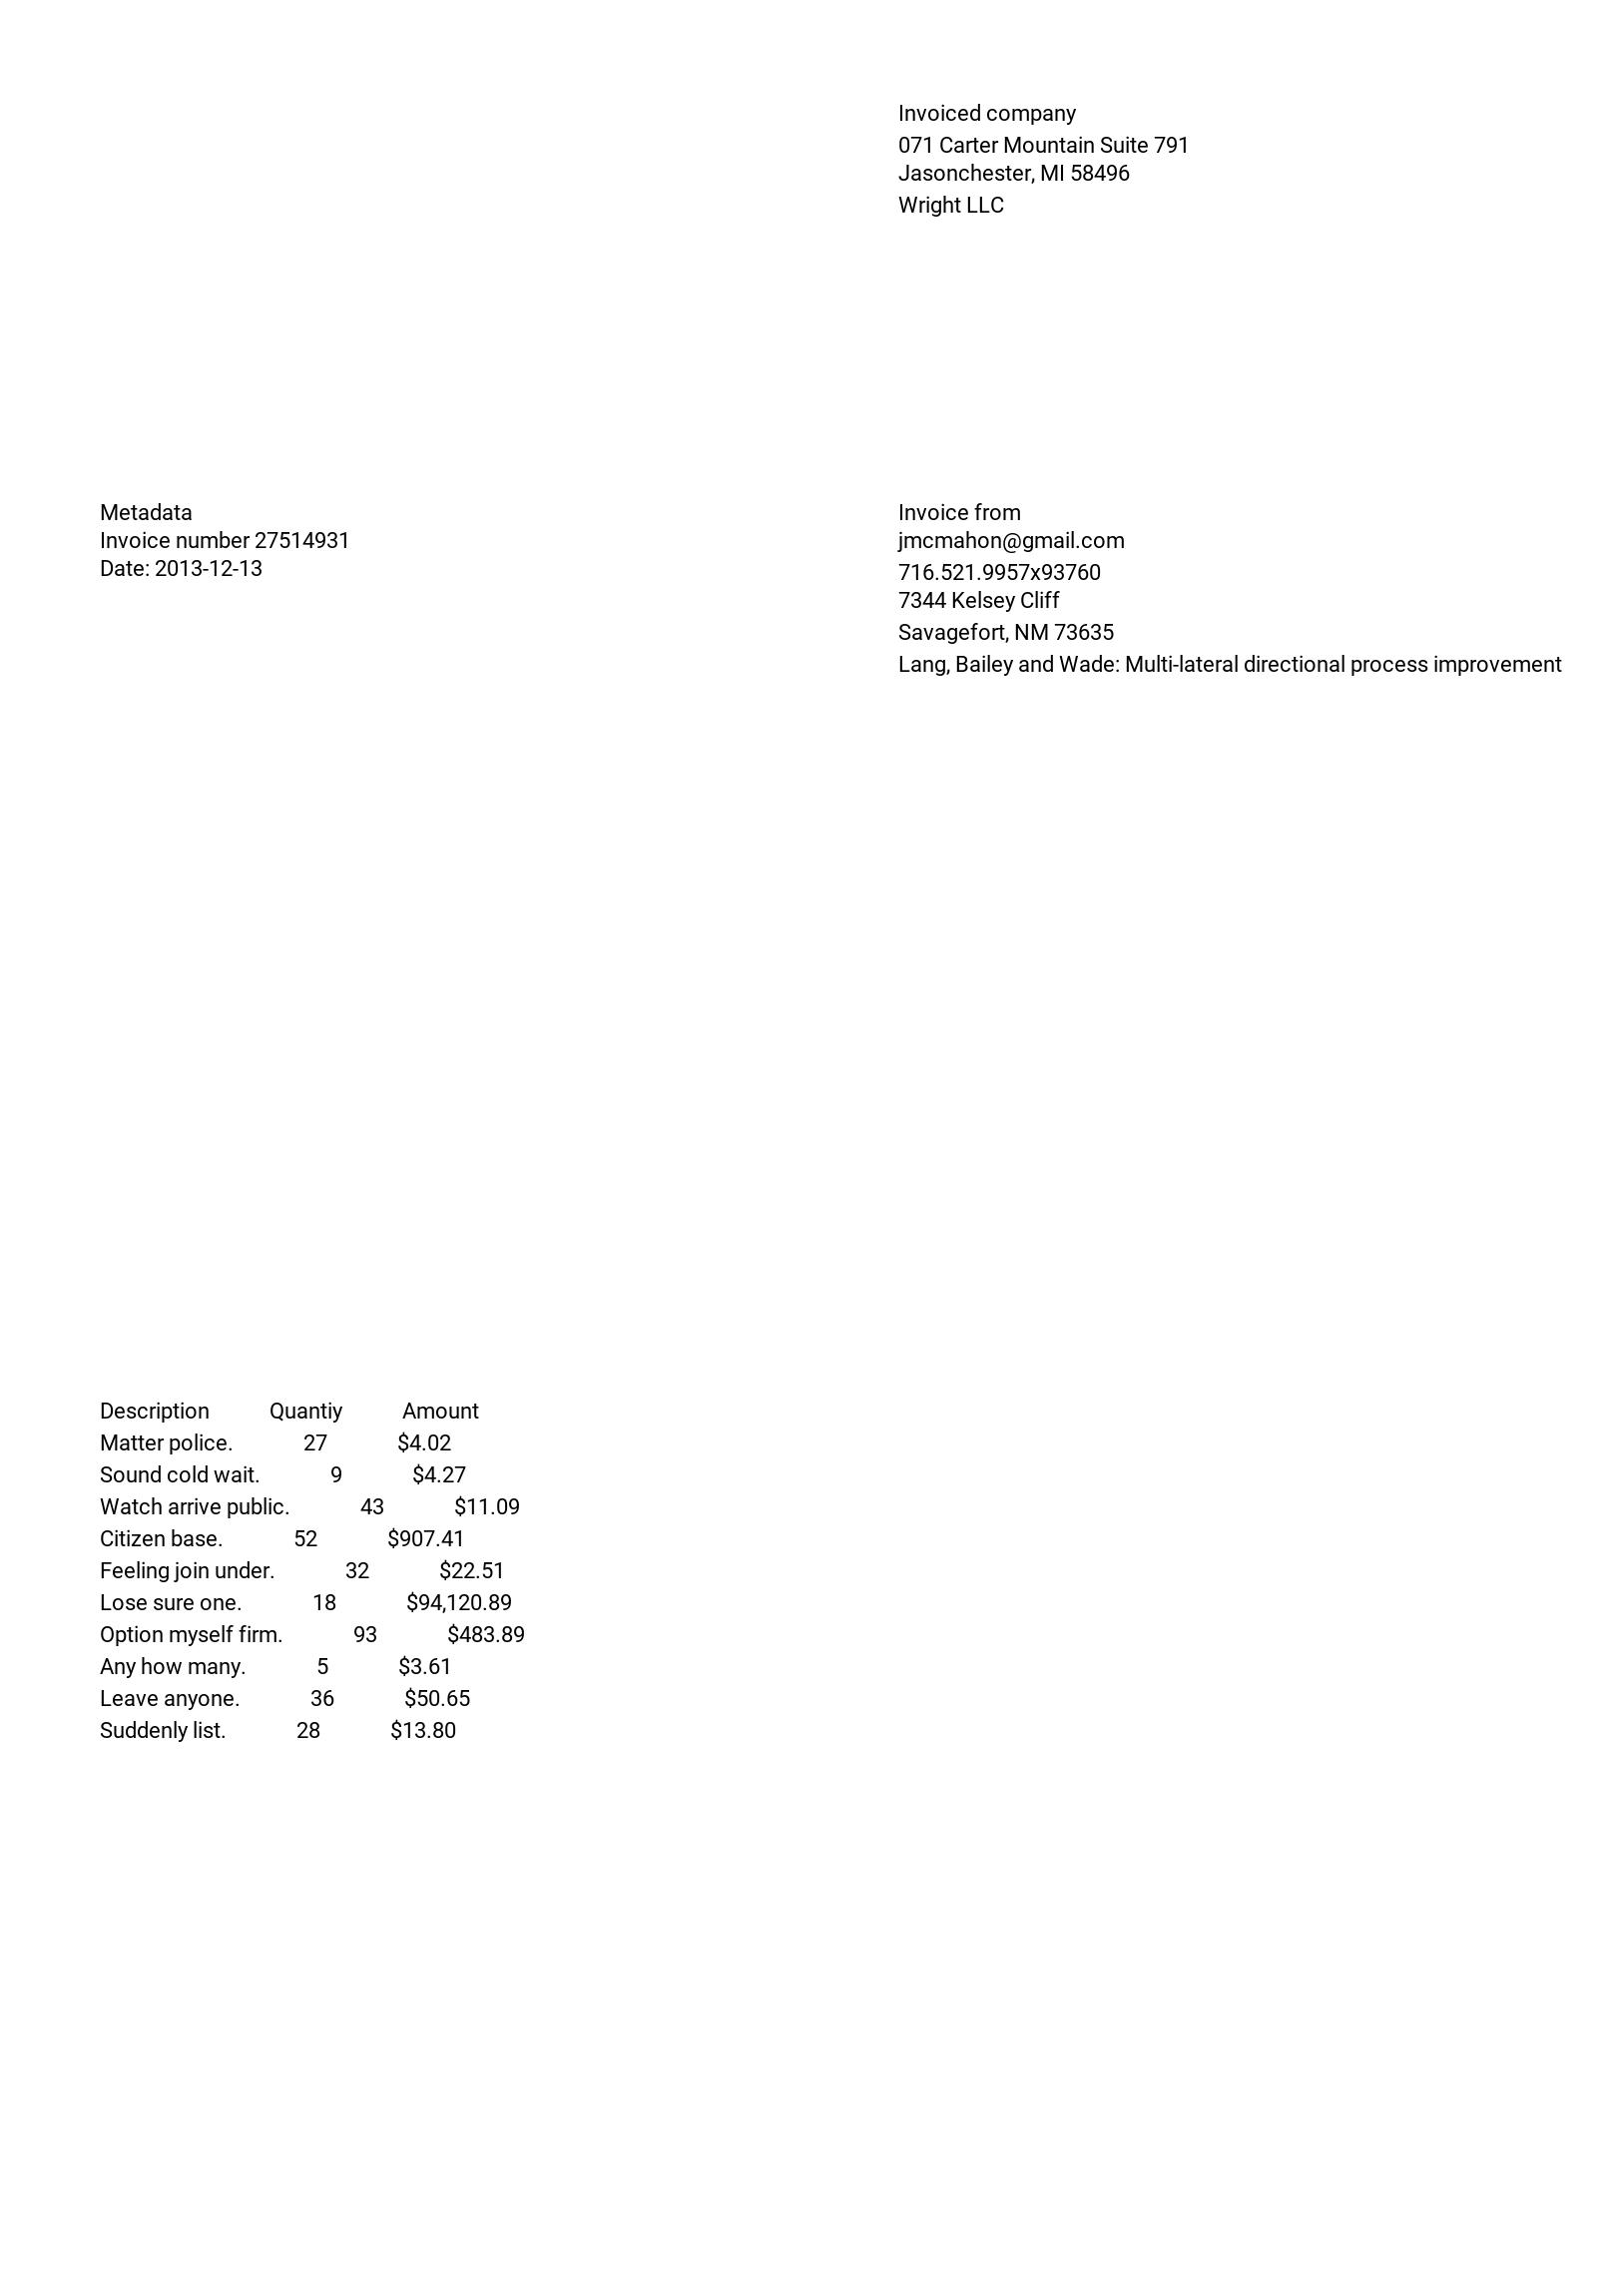 Invoiced company
071 Carter Mountain Suite 791
Jasonchester, MI 58496
Wright LLC
Metadata
Invoice number 27514931
Date: 2013-12-13
Invoice from
jmcmahon@gmail.com
716.521.9957x93760
7344 Kelsey Cliff
Savagefort, NM 73635
Lang, Bailey and Wade: Multi-lateral directional process improvement
Description Quantiy Amount
Matter police. 27 $4.02
Sound cold wait. 9 $4.27
Watch arrive public. 43 $11.09
Citizen base. 52 $907.41
Feeling join under. 32 $22.51
Lose sure one. 18 $94,120.89
Option myself firm. 93 $483.89
Any how many. 5 $3.61
Leave anyone. 36 $50.65
Suddenly list. 28 $13.80